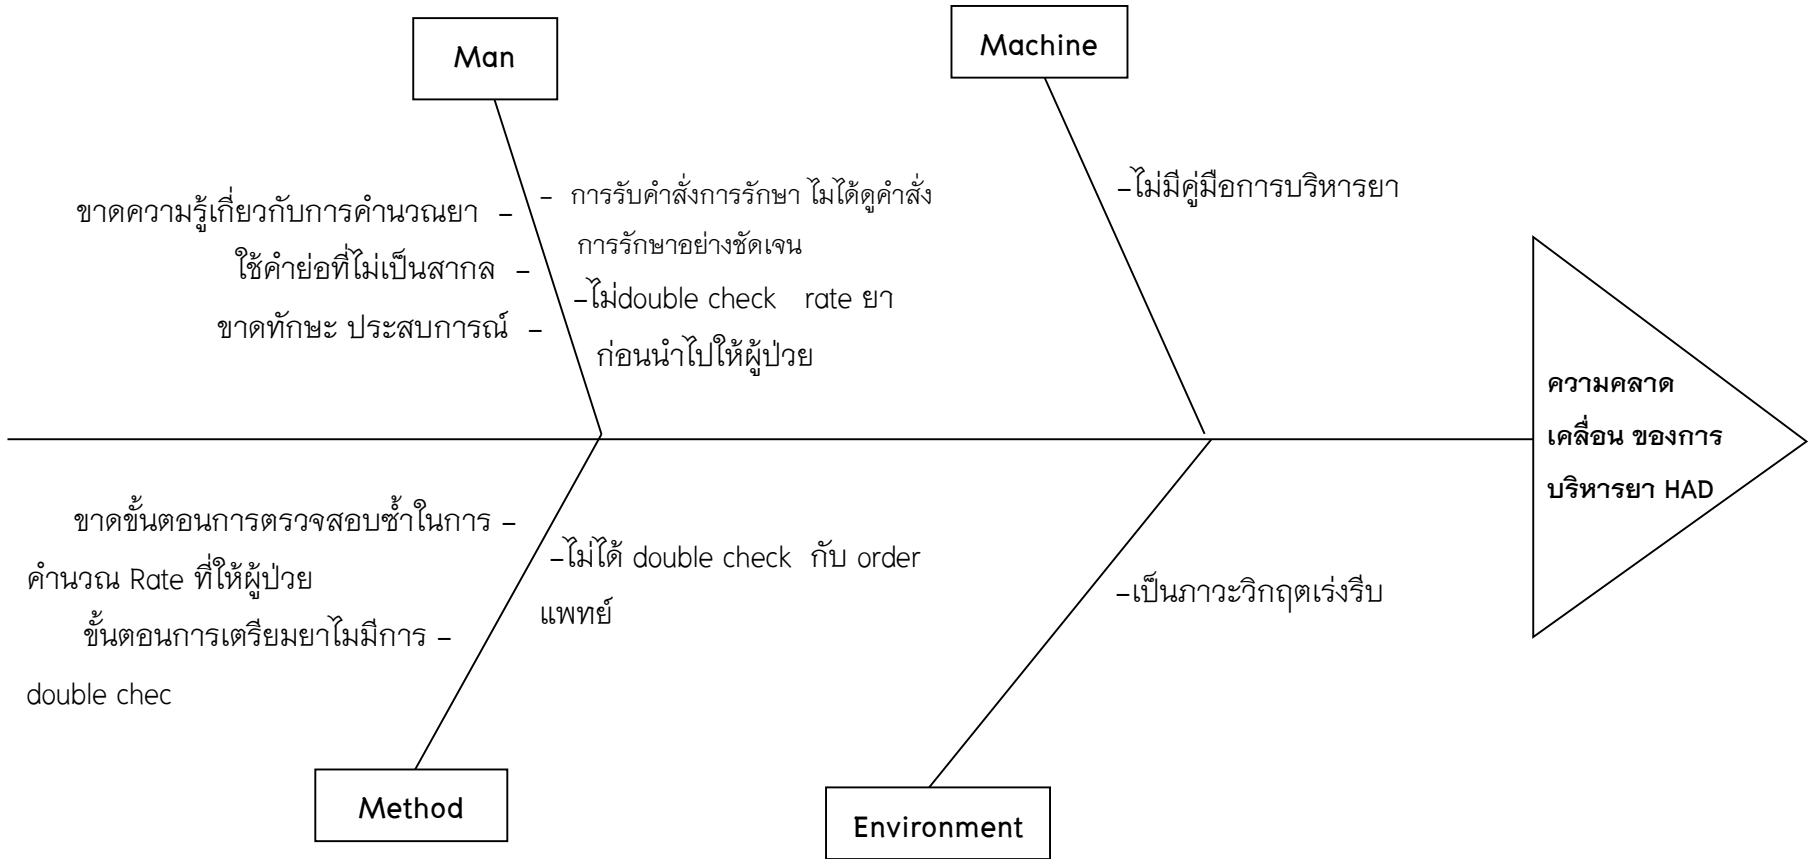 Man
Machine
ขาดความรู้เกี่ยวกับการคำนวณยา –
ใช้คำย่อที่ไม่เป็นสากล –
ขาดทักษะ ประสบการณ์ –
– การรับคำสั่งการรักษา ไมได้ดูคำสั่ง
การรักษาอย่างชัดเจน
–ไม่double check rate ยา
ก่อนนำไปให้ผู้ป่วย
–ไม่มีคู่มือการบริหารยา
ความคลาด
เคลื่อน ของการ
บริหารยา HAD
ขาดขั้นตอนการตรวจสอบซ้ำในการ –
คำนวณ Rate ที่ให้ผู้ป่วย
ขั้นตอนการเตรียมยาไมมีการ –
double chec
–ไม่ได้ double check กับ order
แพทย์
–เป็นภาวะวิกฤตเร่งรีบ
Method
Environment